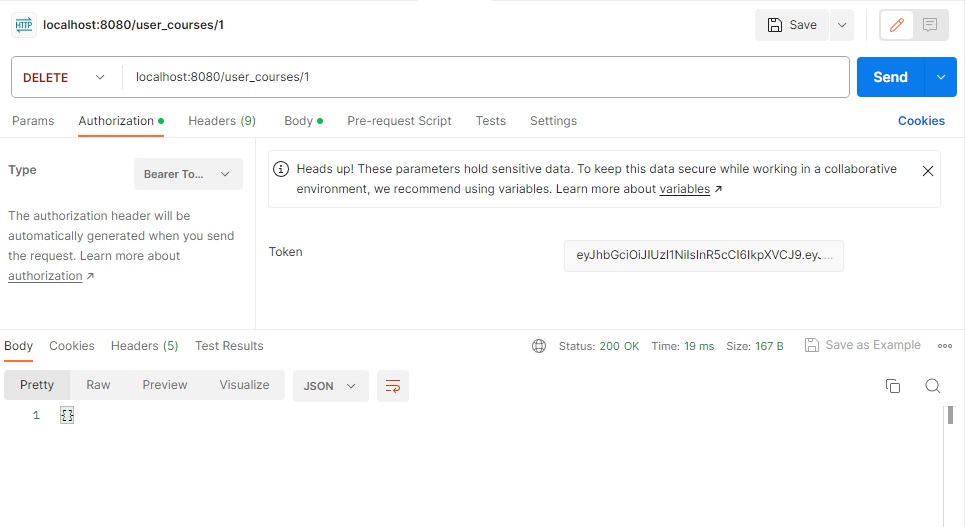 HTTP localhost:8080/user_courses/1 Save
DELETE localhost:8080/user_courses/1 Send
Params Authorization Headers (9) Body Pre-request Script Tests Settings Cookies
Type Bearer To...
The authorization header will be
automatically generated when you send
the request. Learn more about
authorization ↗
Heads up! These parameters hold sensitive data. To keep this data secure while working in a collaborative
environment, we recommend using variables. Learn more about variables ↗
Token eyJhbGciOiJIUzI1NiIsInR5cCI6IkpXVCJ9.ey. ...
Body Cookies Headers (5) Test Results Status: 200 OK Time: 19 ms Size: 167 B Save as Example
Pretty Raw Preview Visualize JSON
1 {}